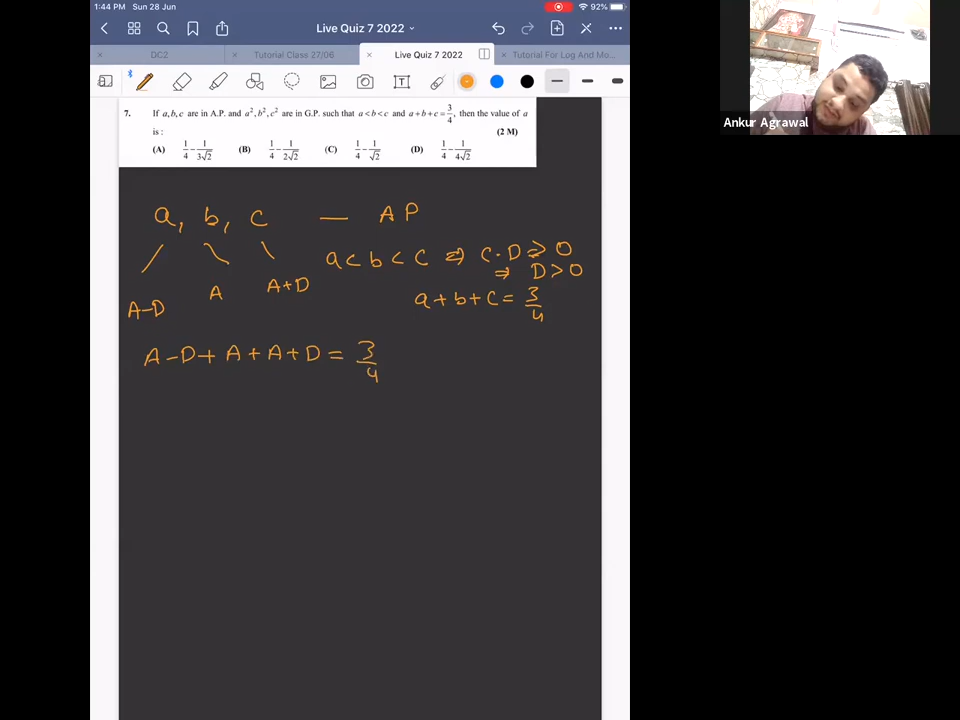 1:44 PM Sun 28 Jun 92%
Live Quiz 7 2022
DC2 Tutorial Class 27/06 Live Quiz 7 2022 Tutorial For Log And Mo...
7. If a, b, c are in A.P. and a², b², c² are in G.P. such that a < b < c and a + b + c = 3/4, then the value of a
is : (2 M)
(A) 1/4 − 1/3√2 (B) 1/4 − 1/2√2 (C) 1/4 − 1/√2 (D) 1/4 − 1/4√2
a, b, c — AP
a < b < c ⇒ C·D ≥ 0
⇒ D > 0
A−D A A+D
a + b + c = 3/4
A−D + A + A + D = 3/4
Ankur Agrawal